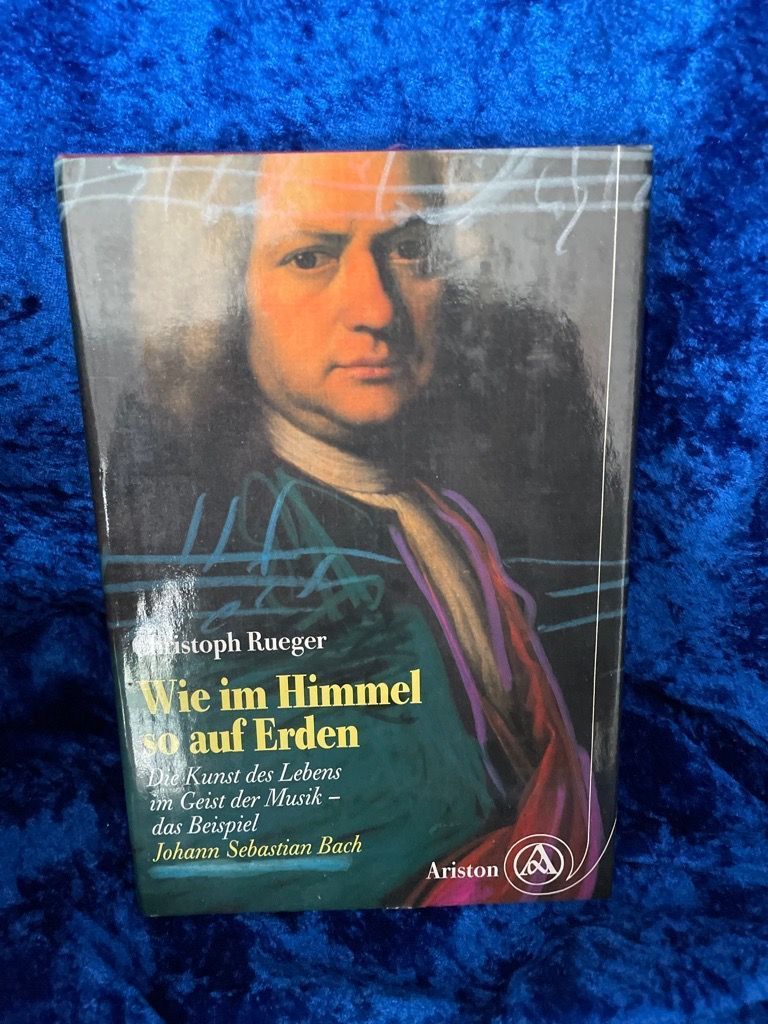 Christoph Rueger
Wie im Himmel
so auf Erden
Die Kunst des Lebens
im Geist der Musik –
das Beispiel
Johann Sebastian Bach
Ariston A